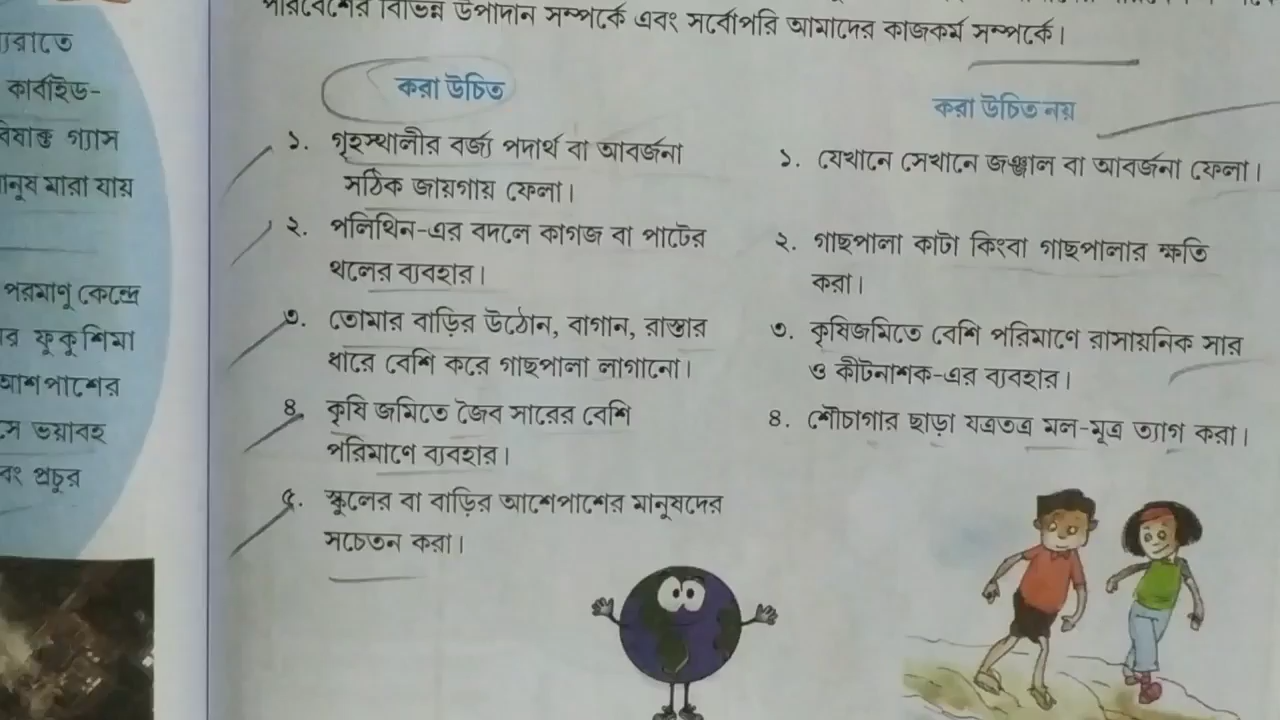 পরিবেশের বিভিন্ন উপাদান সম্পর্কে এবং সর্বোপরি আমাদের কাজকর্ম সম্পর্কে।
কার্বাইড-
বিষাক্ত গ্যাস
মানুষ মারা যায়
পরমাণু কেন্দ্রে
ফুকুশিমা
আশপাশের
ভয়াবহ
প্রচুর
করা উচিত
১. গৃহস্থালীর বর্জ্য পদার্থ বা আবর্জনা
সঠিক জায়গায় ফেলা।
২. পলিথিন-এর বদলে কাগজ বা পাটের
থলের ব্যবহার।
৩. তোমার বাড়ির উঠোন, বাগান, রাস্তার
ধারে বেশি করে গাছপালা লাগানো।
৪. কৃষি জমিতে জৈব সারের বেশি
পরিমাণে ব্যবহার।
৫. স্কুলের বা বাড়ির আশেপাশের মানুষদের
সচেতন করা।
করা উচিত নয়
১. যেখানে সেখানে জঞ্জাল বা আবর্জনা ফেলা।
২. গাছপালা কাটা কিংবা গাছপালার ক্ষতি
করা।
৩. কৃষিজমিতে বেশি পরিমাণে রাসায়নিক সার
ও কীটনাশক-এর ব্যবহার।
৪. শৌচাগার ছাড়া যত্রতত্র মল-মূত্র ত্যাগ করা।